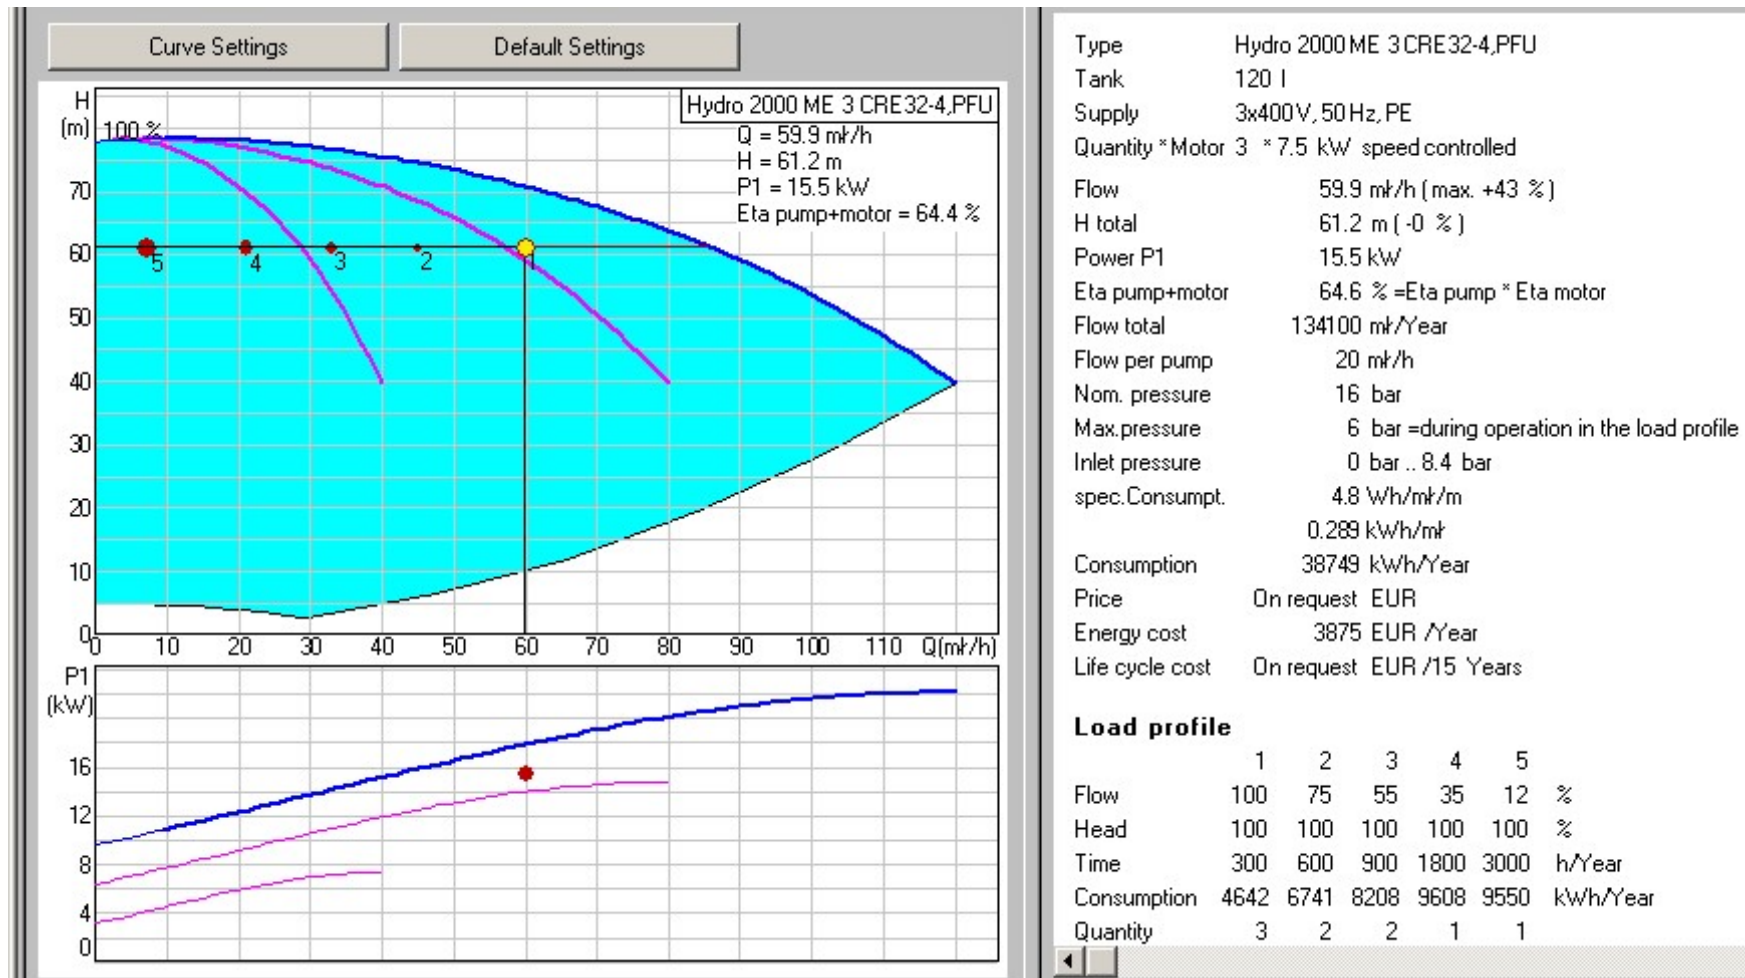 Curve Settings
Default Settings
H
(m)
100 %
Hydro 2000 ME 3 CRE32-4,PFU
Q = 59.9 mł/h
H = 61.2 m
P1 = 15.5 kW
Eta pump+motor = 64.4 %
70
60
50
40
30
20
10
0
5
4
3
2
1
0 10 20 30 40 50 60 70 80 90 100 110 Q(mł/h)
P1
(kW)
16
12
8
4
0
Type Hydro 2000 ME 3 CRE32-4,PFU
Tank 120 l
Supply 3x400 V, 50 Hz, PE
Quantity * Motor 3 * 7.5 kW speed controlled
Flow 59.9 mł/h ( max. +43 % )
H total 61.2 m ( -0 % )
Power P1 15.5 kW
Eta pump+motor 64.6 % =Eta pump * Eta motor
Flow total 134100 mł/Year
Flow per pump 20 mł/h
Nom. pressure 16 bar
Max.pressure 6 bar =during operation in the load profile
Inlet pressure 0 bar .. 8.4 bar
spec.Consumpt. 4.8 Wh/mł/m
0.289 kWh/mł
Consumption 38749 kWh/Year
Price On request EUR
Energy cost 3875 EUR /Year
Life cycle cost On request EUR /15 Years
Load profile
1 2 3 4 5
Flow 100 75 55 35 12 %
Head 100 100 100 100 100 %
Time 300 600 900 1800 3000 h/Year
Consumption 4642 6741 8208 9608 9550 kWh/Year
Quantity 3 2 2 1 1